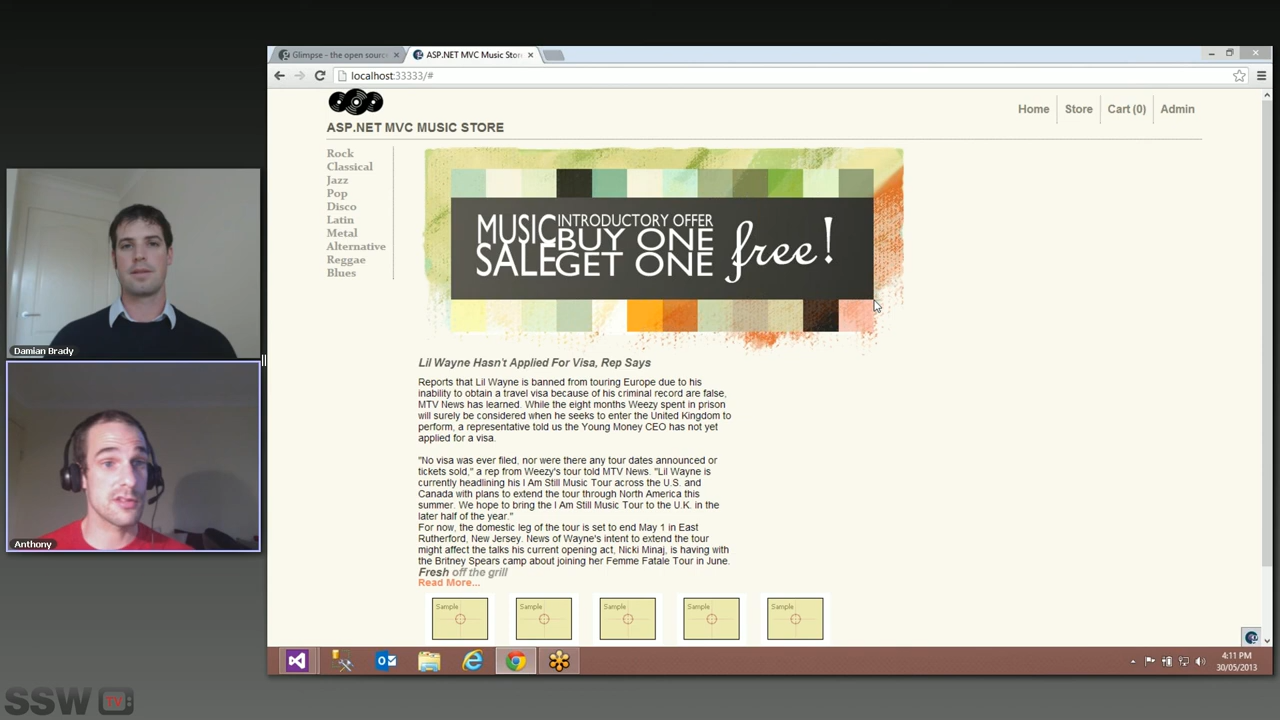 Glimpse - the open sourc
ASP.NET MVC Music Stor
localhost:33333/#
ASP.NET MVC MUSIC STORE
Home
Store
Cart (0)
Admin
Rock
Classical
Jazz
Pop
Disco
Latin
Metal
Alternative
Reggae
Blues
MUSIC SALE
INTRODUCTORY OFFER
BUY ONE
GET ONE
free!
Lil Wayne Hasn't Applied For Visa, Rep Says
Reports that Lil Wayne is banned from touring Europe due to his
inability to obtain a travel visa because of his criminal record are false,
MTV News has learned. While the eight months Weezy spent in prison
will surely be considered when he seeks to enter the United Kingdom to
perform, a representative told us the Young Money CEO has not yet
applied for a visa.
"No visa was ever filed, nor were there any tour dates announced or
tickets sold," a rep from Weezy's tour told MTV News. "Lil Wayne is
currently headlining his I Am Still Music Tour across the U.S. and
Canada with plans to extend the tour through North America this
summer. We hope to bring the I Am Still Music Tour to the U.K. in the
later half of the year."
For now, the domestic leg of the tour is set to end May 1 in East
Rutherford, New Jersey. News of Wayne's intent to extend the tour
might affect the talks his current opening act, Nicki Minaj, is having with
the Britney Spears camp about joining her Femme Fatale Tour in June.
Fresh off the grill
Read More...
Sample
Sample
Sample
Sample
Sample
4:11 PM
30/05/2013
Damian Brady
Anthony
SSW TV